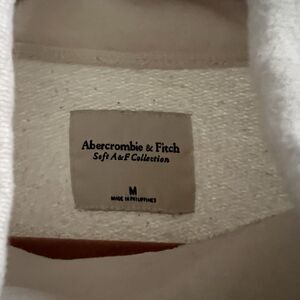 Abercrombie & Fitch
Soft A&F Collection
M
MADE IN PHILIPPINES